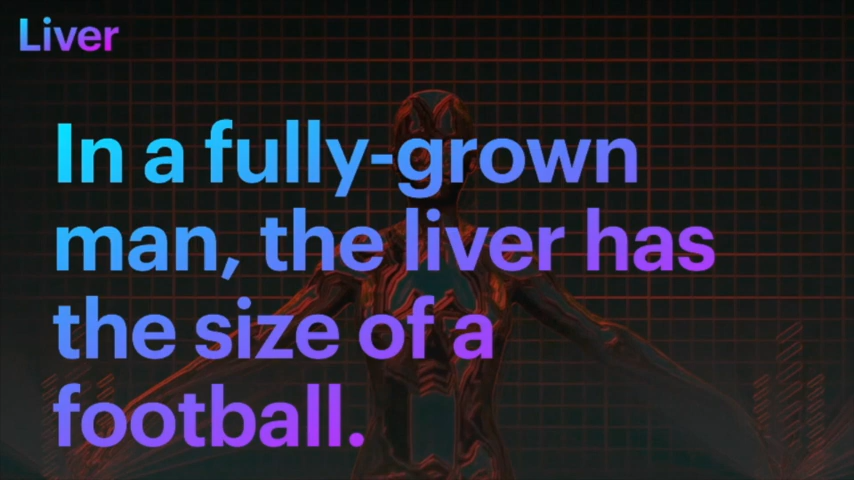 Liver
In a fully-grown
man, the liver has
the size of a
football.